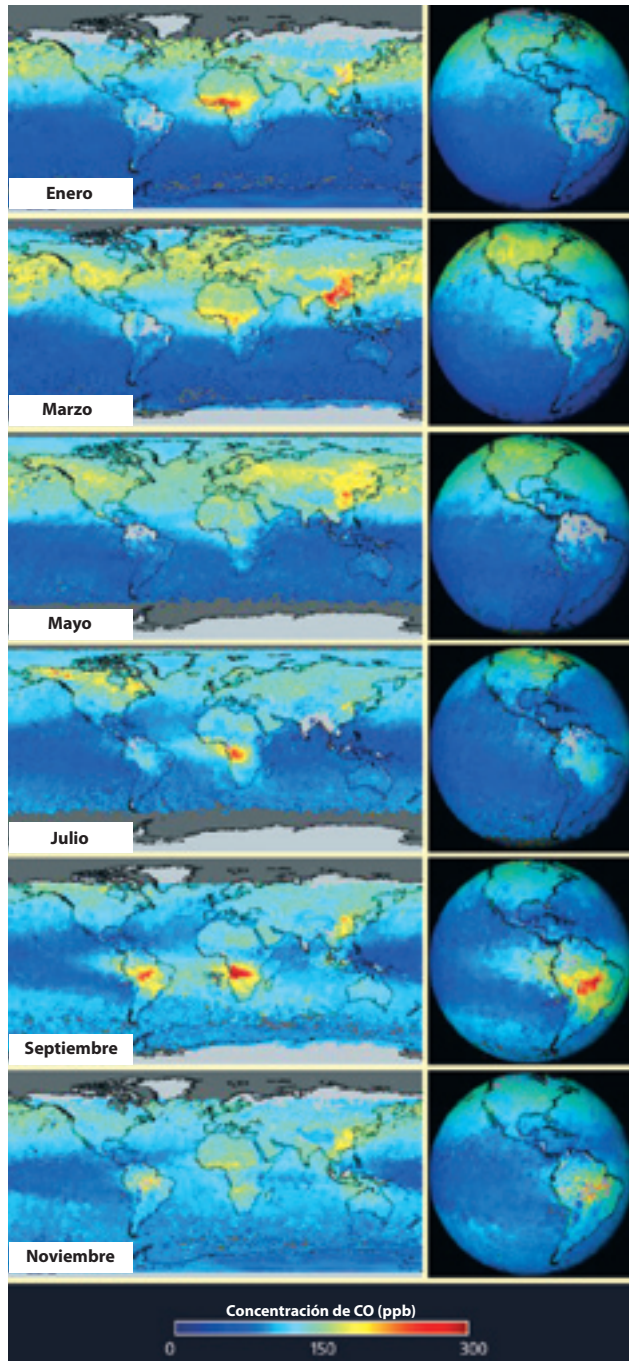 Enero
Marzo
Mayo
Julio
Septiembre
Noviembre
Concentración de CO (ppb)
0 150 300